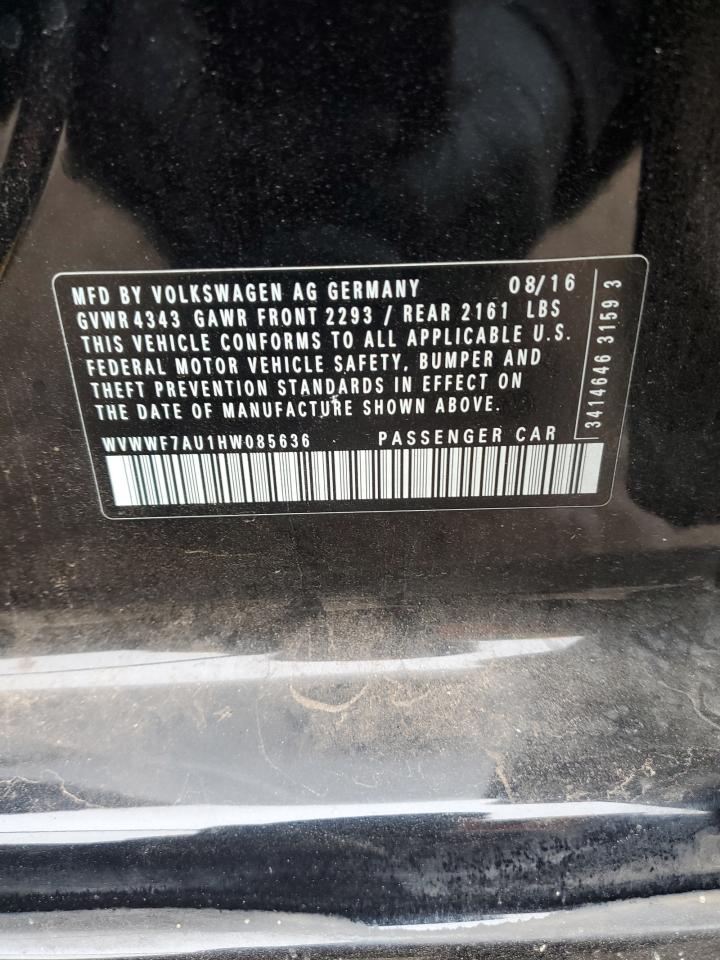 MFD BY VOLKSWAGEN AG GERMANY 08/16
GVWR 4343 GAWR FRONT 2293 / REAR 2161 LBS
THIS VEHICLE CONFORMS TO ALL APPLICABLE U.S.
FEDERAL MOTOR VEHICLE SAFETY, BUMPER AND
THEFT PREVENTION STANDARDS IN EFFECT ON
THE DATE OF MANUFACTURE SHOWN ABOVE.
WVWWF7AU1HW085636 PASSENGER CAR
3414646 3159 3